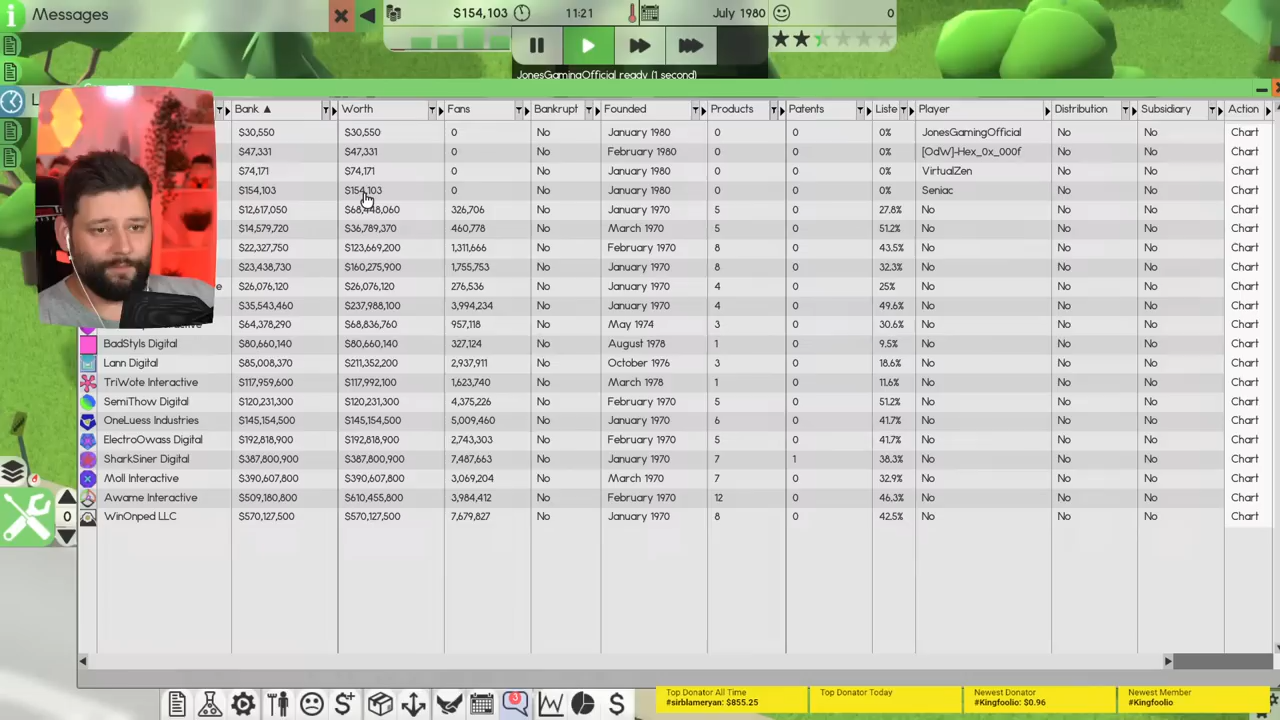 Messages
$154,103 11:21 July 1980 0
JonesGamingOfficial ready (1 second)
Bank ▲ Worth Fans Bankrupt Founded Products Patents Liste Player Distribution Subsidiary Action
$30,550 $30,550 0 No January 1980 0 0 0% JonesGamingOfficial No No Chart
$47,331 $47,331 0 No February 1980 0 0 0% [OdW]-Hex_0x_000f No No Chart
$74,171 $74,171 0 No January 1980 0 0 0% VirtualZen No No Chart
$154,103 $154,103 0 No January 1980 0 0 0% Seniac No No Chart
$12,617,050 326,706 No January 1970 5 0 27.8% No No No Chart
$14,579,720 $36,789,370 460,778 No March 1970 5 0 51.2% No No No Chart
$22,327,750 $123,669,200 1,311,666 No February 1970 8 0 43.5% No No No Chart
$23,438,730 $160,275,900 1,755,753 No January 1970 8 0 32.3% No No No Chart
e $26,076,120 $26,076,120 276,536 No January 1970 4 0 25% No No No Chart
$35,543,460 $237,988,100 3,994,234 No January 1970 4 0 49.6% No No No Chart
$64,378,290 $68,836,760 957,118 No May 1974 3 0 30.6% No No No Chart
BadStyls Digital $80,660,140 $80,660,140 327,124 No August 1978 1 0 9.5% No No No Chart
Lann Digital $85,008,370 $211,352,200 2,937,911 No October 1976 3 0 18.6% No No No Chart
TriWote Interactive $117,959,600 $117,992,100 1,623,740 No March 1978 1 0 11.6% No No No Chart
SemiThow Digital $120,231,300 $120,231,300 4,375,226 No February 1970 5 0 51.2% No No No Chart
OneLuess Industries $145,154,500 $145,154,500 5,009,460 No January 1970 6 0 41.7% No No No Chart
ElectroOwass Digital $192,818,900 $192,818,900 2,743,303 No February 1970 5 0 41.7% No No No Chart
SharkSiner Digital $387,800,900 $387,800,900 7,487,663 No January 1970 7 1 38.3% No No No Chart
Moll Interactive $390,607,800 $390,607,800 3,069,204 No March 1970 7 0 32.9% No No No Chart
Awame Interactive $509,180,800 $610,455,800 3,984,412 No February 1970 12 0 46.3% No No No Chart
WinOnped LLC $570,127,500 $570,127,500 7,679,827 No January 1970 8 0 42.5% No No No Chart
0
3
Top Donator All Time Top Donator Today Newest Donator Newest Member
#sirblameryan: $855.25 #Kingfoolio: $0.96 #Kingfoolio